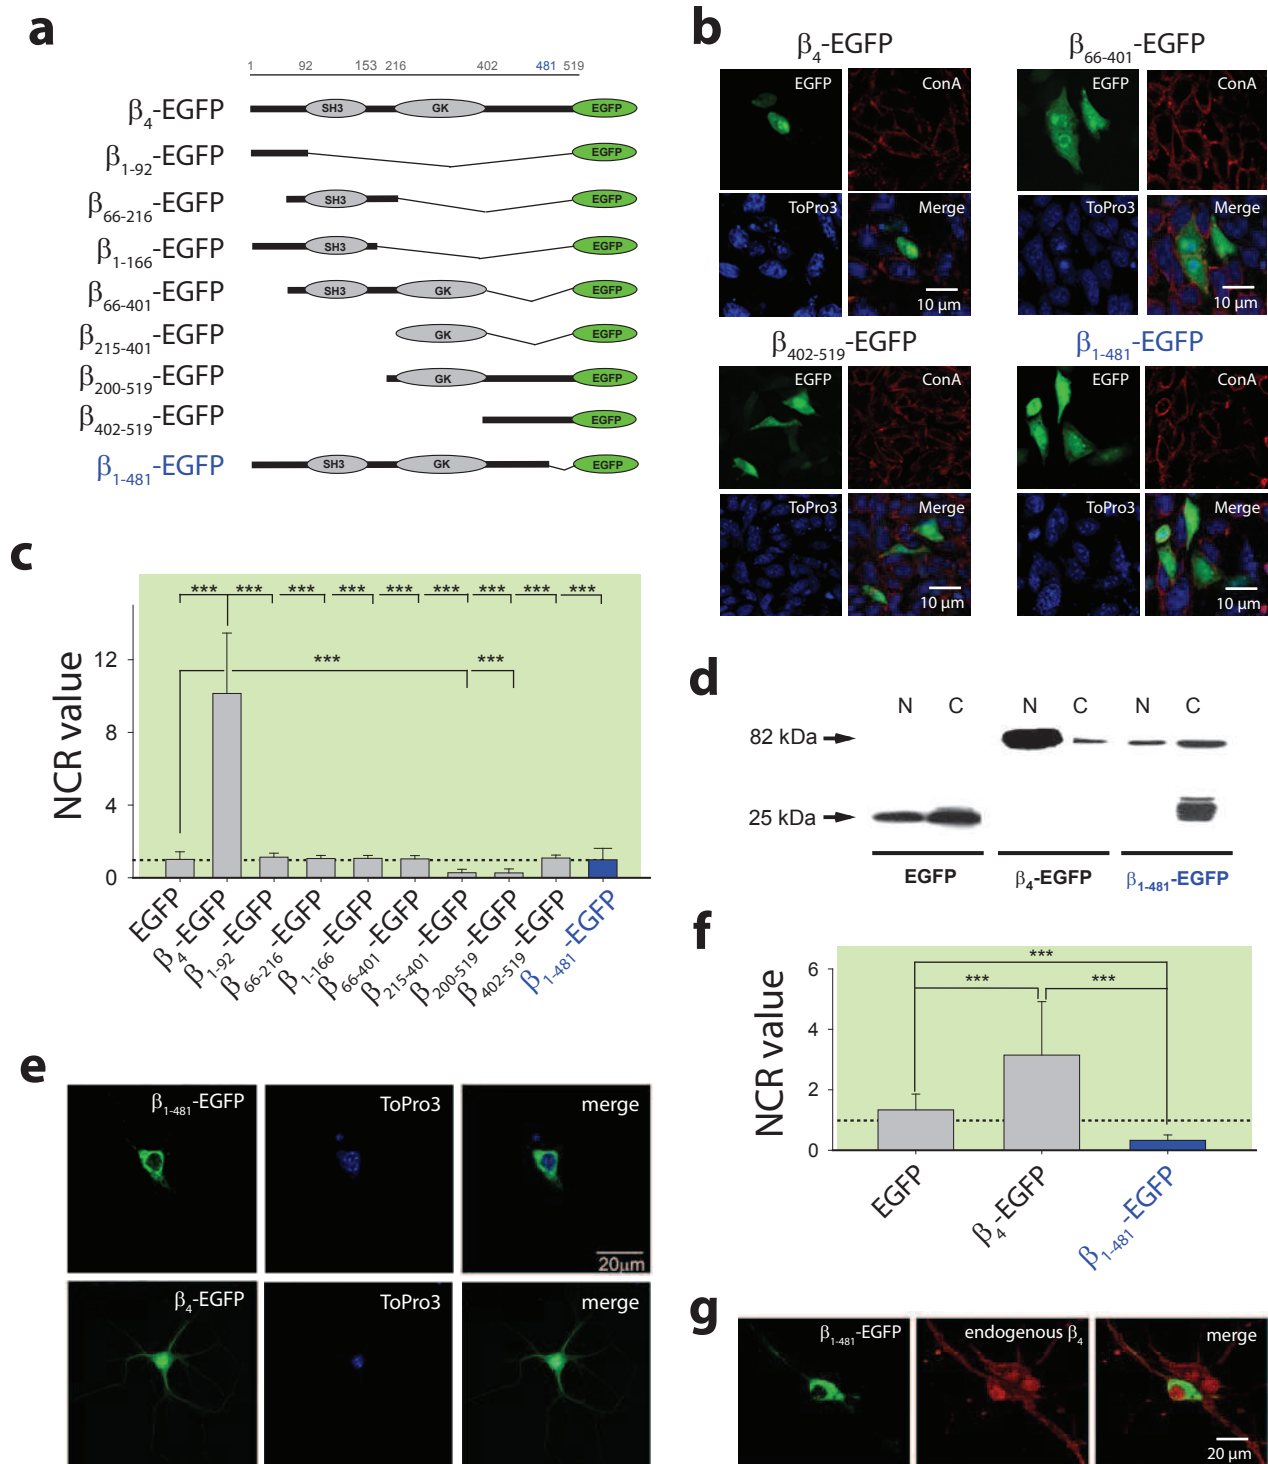 a
1 92 153 216 402 481 519
β4-EGFP SH3 GK EGFP
β1-92-EGFP EGFP
β66-216-EGFP SH3 EGFP
β1-166-EGFP SH3 EGFP
β66-401-EGFP SH3 GK EGFP
β215-401-EGFP GK EGFP
β200-519-EGFP GK EGFP
β402-519-EGFP EGFP
β1-481-EGFP SH3 GK EGFP
b
β4-EGFP
EGFP ConA
ToPro3 Merge
10 µm
β66-401-EGFP
EGFP ConA
ToPro3 Merge
10 µm
β402-519-EGFP
EGFP ConA
ToPro3 Merge
10 µm
β1-481-EGFP
EGFP ConA
ToPro3 Merge
10 µm
c
*** *** *** *** *** *** *** *** ***
*** ***
NCR value
12
8
4
0
EGFP
β4-EGFP
β1-92-EGFP
β66-216-EGFP
β1-166-EGFP
β66-401-EGFP
β215-401-EGFP
β200-519-EGFP
β402-519-EGFP
β1-481-EGFP
d
N C N C N C
82 kDa
25 kDa
EGFP β4-EGFP β1-481-EGFP
e
β1-481-EGFP ToPro3 merge
20µm
β4-EGFP ToPro3 merge
f
***
*** ***
NCR value
6
4
2
0
EGFP
β4-EGFP
β1-481-EGFP
g
β1-481-EGFP endogenous β4 merge
20 µm